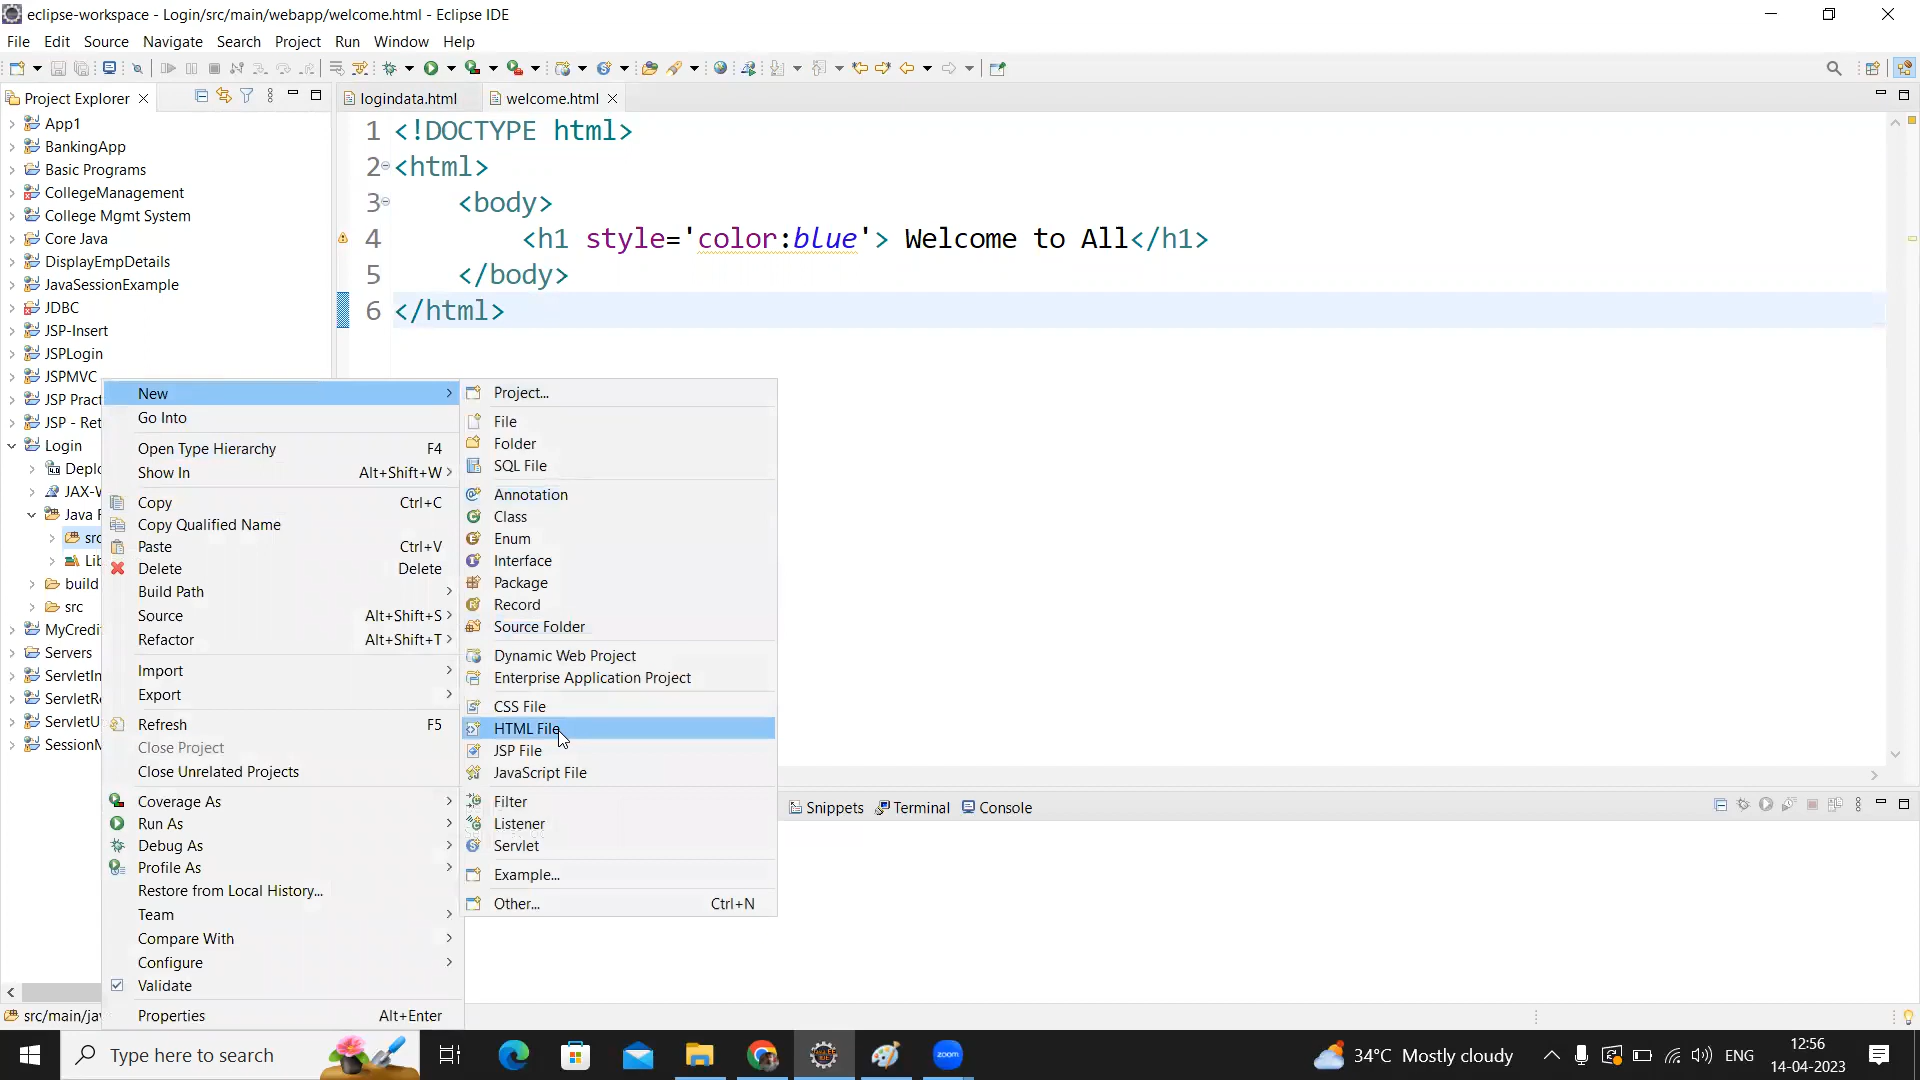 eclipse-workspace - Login/src/main/webapp/welcome.html - Eclipse IDE
File Edit Source Navigate Search Project Run Window Help
Project Explorer
logindata.html welcome.html
App1
BankingApp
Basic Programs
CollegeManagement
College Mgmt System
Core Java
DisplayEmpDetails
JavaSessionExample
JDBC
JSP-Insert
JSPLogin
JSPMVC
JSP Pract
JSP - Ret
Login
Deplo
JAX-W
Java R
src
Lib
build
src
MyCredi
Servers
ServletIn
ServletRe
ServletU
SessionM
1 <!DOCTYPE html>
2 <html>
3 <body>
4 <h1 style='color:blue'> Welcome to All</h1>
5 </body>
6 </html>
New
Go Into
Open Type Hierarchy F4
Show In Alt+Shift+W
Copy Ctrl+C
Copy Qualified Name
Paste Ctrl+V
Delete Delete
Build Path
Source Alt+Shift+S
Refactor Alt+Shift+T
Import
Export
Refresh F5
Close Project
Close Unrelated Projects
Coverage As
Run As
Debug As
Profile As
Restore from Local History...
Team
Compare With
Configure
Validate
Properties Alt+Enter
Project...
File
Folder
SQL File
Annotation
Class
Enum
Interface
Package
Record
Source Folder
Dynamic Web Project
Enterprise Application Project
CSS File
HTML File
JSP File
JavaScript File
Filter
Listener
Servlet
Example...
Other... Ctrl+N
Snippets Terminal Console
src/main/jav
Type here to search
zoom
34°C Mostly cloudy
ENG
12:56
14-04-2023